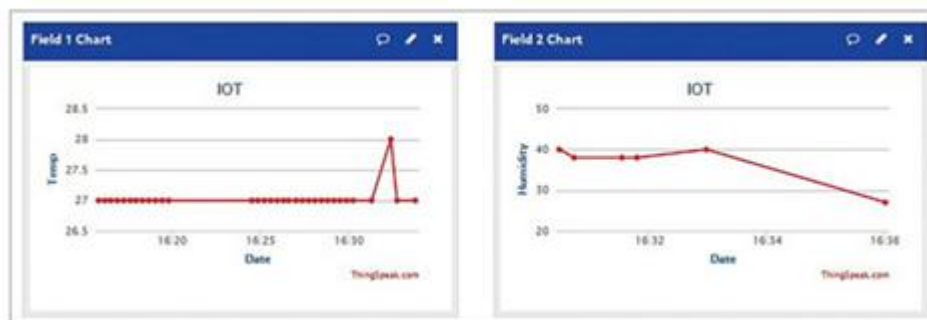 Field 1 Chart
IOT
28.5
28
27.5
27
26.5
Temp
16:20 16:25 16:30
Date
ThingSpeak.com
Field 2 Chart
IOT
50
40
30
20
Humidity
16:32 16:34 16:36
Date
ThingSpeak.com